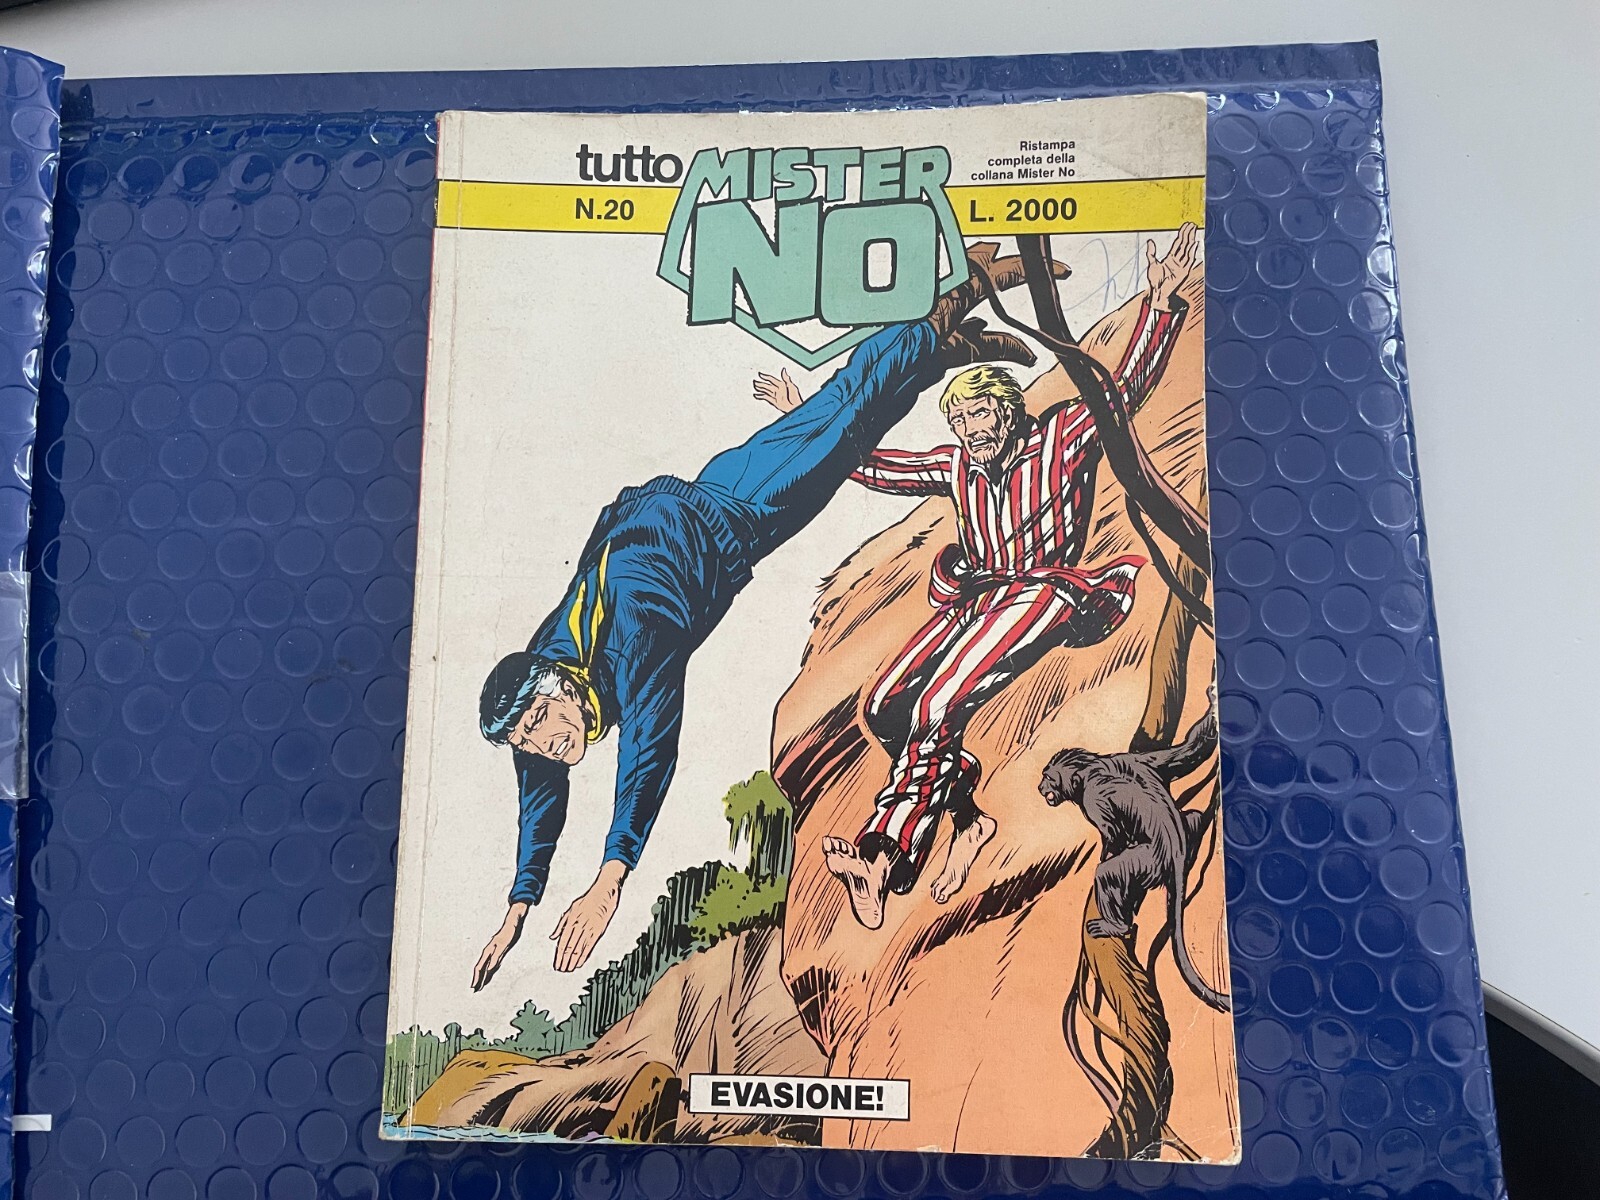 tutto MISTER NO
Ristampa
completa della
collana Mister No
N.20
L. 2000
EVASIONE!